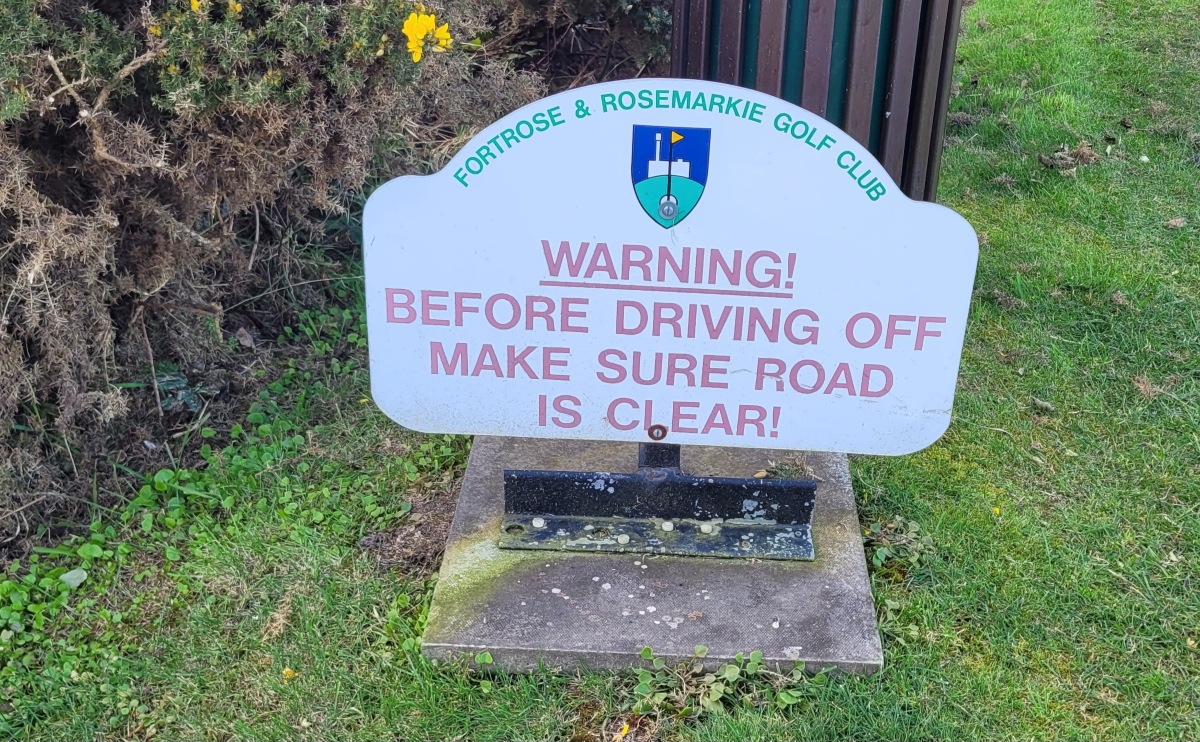 FORTROSE & ROSEMARKIE GOLF CLUB
WARNING!
BEFORE DRIVING OFF
MAKE SURE ROAD
IS CLEAR!